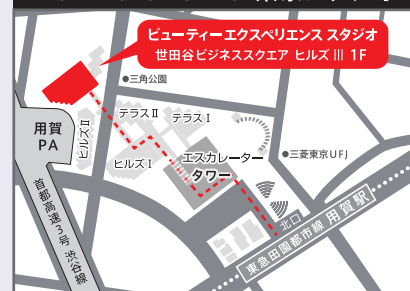 ビューティーエクスペリエンス スタジオ
世田谷ビジネススクエア ヒルズ Ⅲ 1F
●三角公園
用賀
PA
ヒルズⅡ
テラスⅡ
テラスⅠ
ヒルズⅠ
エスカレーター
タワー
●三菱東京UFJ
北口
東急田園都市線 用賀駅
首都高速3号 渋谷線